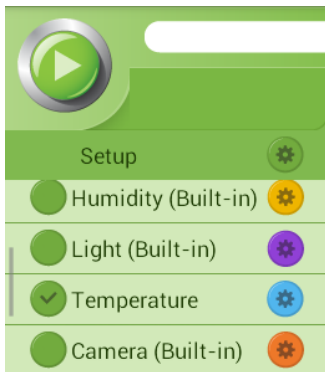 Setup
Humidity (Built-in)
Light (Built-in)
Temperature
Camera (Built-in)